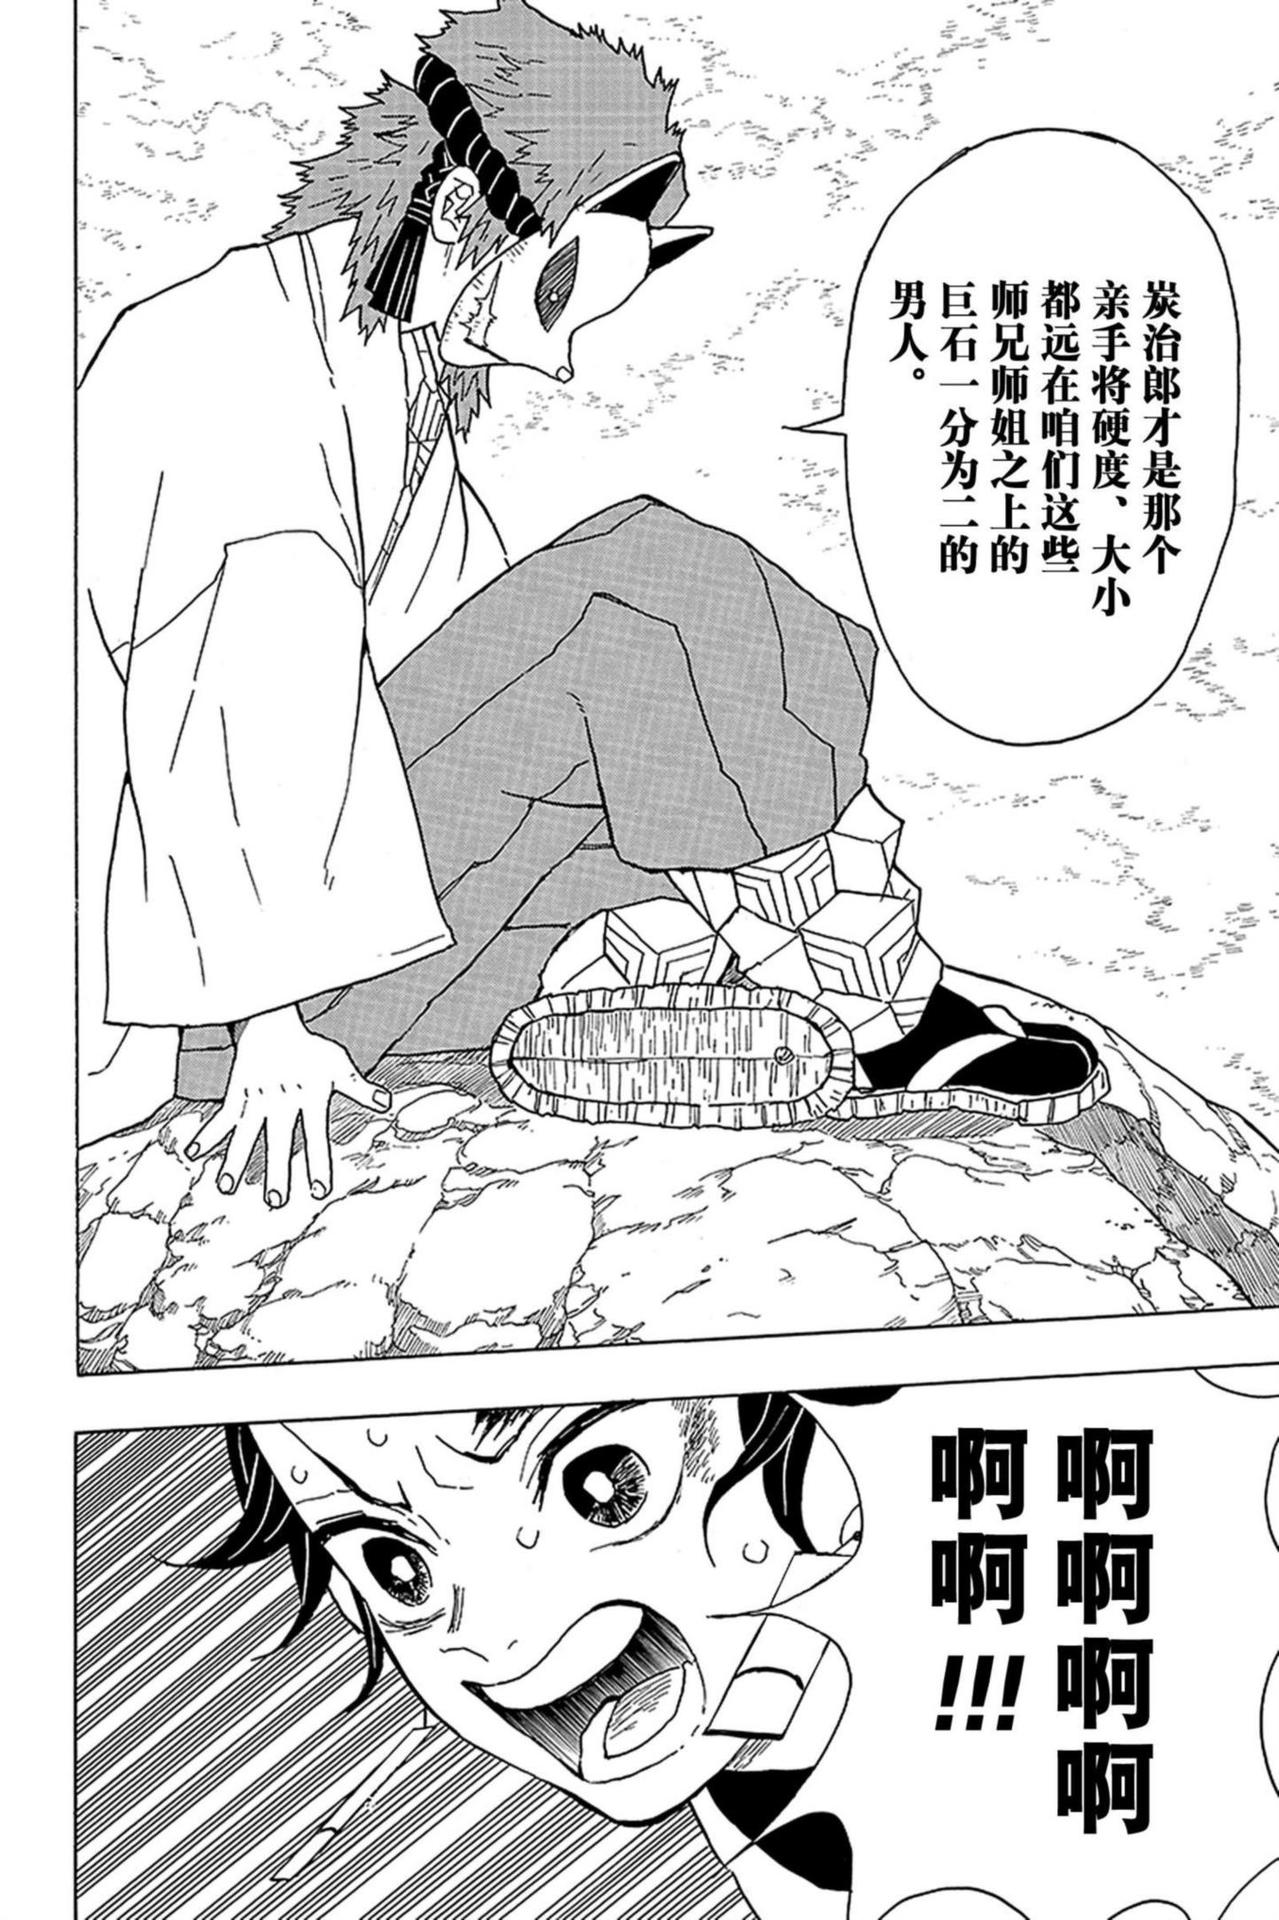 炭治郎才是那个
亲手将硬度、大小
都远在咱们这些
师兄师姐之上的
巨石一分为二的
男人。
啊啊啊啊
啊啊!!!